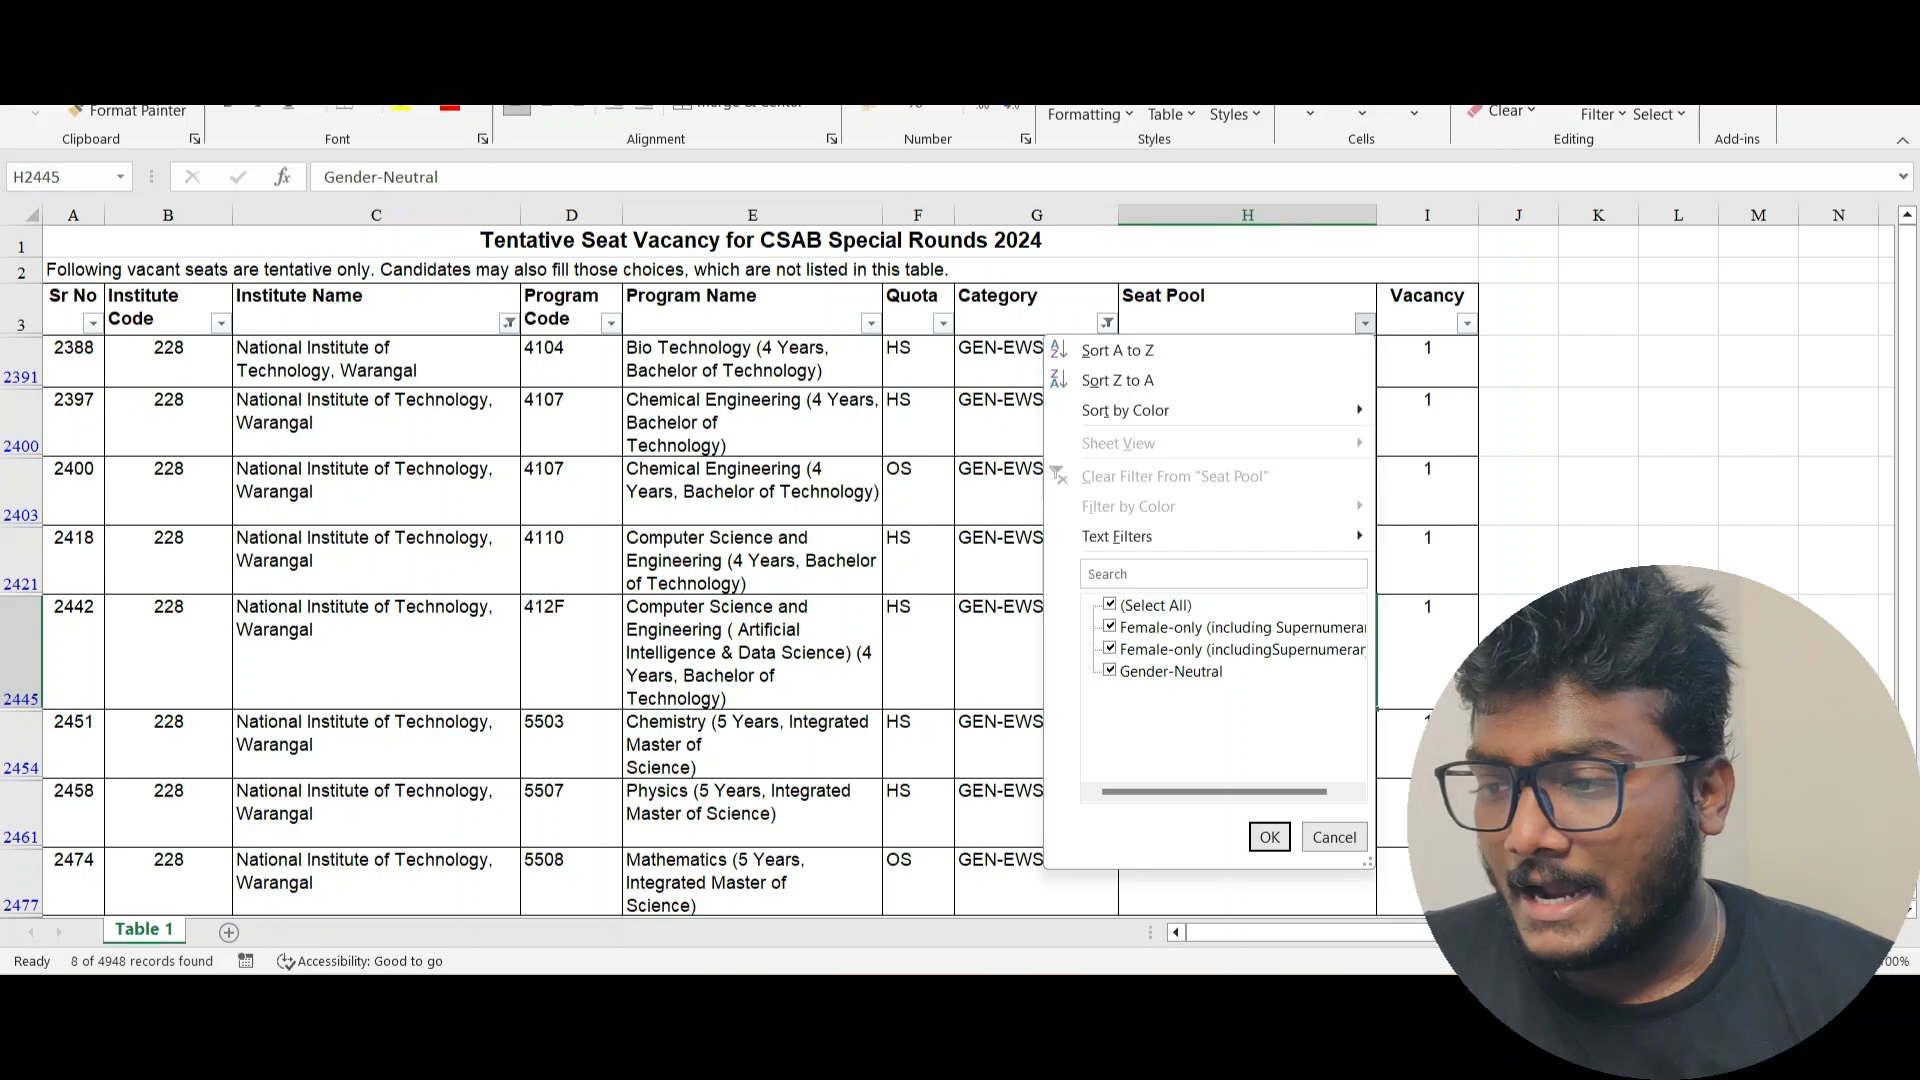 Format Painter
Merge & Center
Formatting Table Styles
Clear
Filter Select
Clipboard Font Alignment Number Styles Cells Editing Add-ins
H2445 fx Gender-Neutral
A B C D E F G H I J K L M N
1 Tentative Seat Vacancy for CSAB Special Rounds 2024
2 Following vacant seats are tentative only. Candidates may also fill those choices, which are not listed in this table.
Sr No Institute Institute Name Program Program Name Quota Category Seat Pool Vacancy
3 Code Code
2388 228 National Institute of 4104 Bio Technology (4 Years, HS GEN-EWS 1
2391 Technology, Warangal Bachelor of Technology)
2397 228 National Institute of Technology, 4107 Chemical Engineering (4 Years, HS GEN-EWS 1
Warangal Bachelor of
2400 Technology)
2400 228 National Institute of Technology, 4107 Chemical Engineering (4 OS GEN-EWS 1
Warangal Years, Bachelor of Technology)
2403
2418 228 National Institute of Technology, 4110 Computer Science and HS GEN-EWS 1
Warangal Engineering (4 Years, Bachelor
2421 of Technology)
2442 228 National Institute of Technology, 412F Computer Science and HS GEN-EWS 1
Warangal Engineering ( Artificial
Intelligence & Data Science) (4
Years, Bachelor of
2445 Technology)
2451 228 National Institute of Technology, 5503 Chemistry (5 Years, Integrated HS GEN-EWS
Warangal Master of
2454 Science)
2458 228 National Institute of Technology, 5507 Physics (5 Years, Integrated HS GEN-EWS
Warangal Master of Science)
2461
2474 228 National Institute of Technology, 5508 Mathematics (5 Years, OS GEN-EWS
Warangal Integrated Master of
2477 Science)
Sort A to Z
Sort Z to A
Sort by Color
Sheet View
Clear Filter From "Seat Pool"
Filter by Color
Text Filters
Search
(Select All)
Female-only (including Supernumerar
Female-only (includingSupernumerar
Gender-Neutral
OK Cancel
Table 1
Ready 8 of 4948 records found Accessibility: Good to go